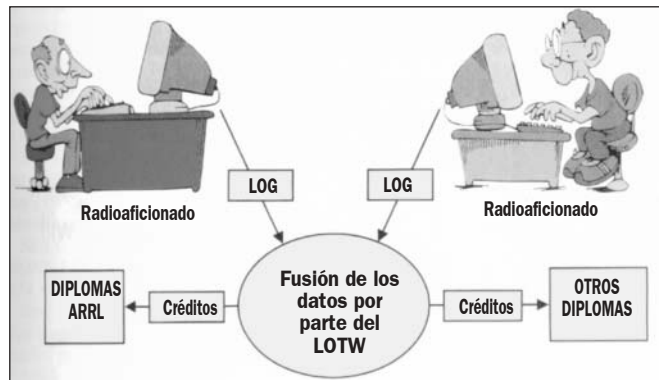 LOG
LOG
Radioaficionado
Radioaficionado
Fusión de los
datos por
parte del
LOTW
DIPLOMAS
ARRL
Créditos
Créditos
OTROS
DIPLOMAS